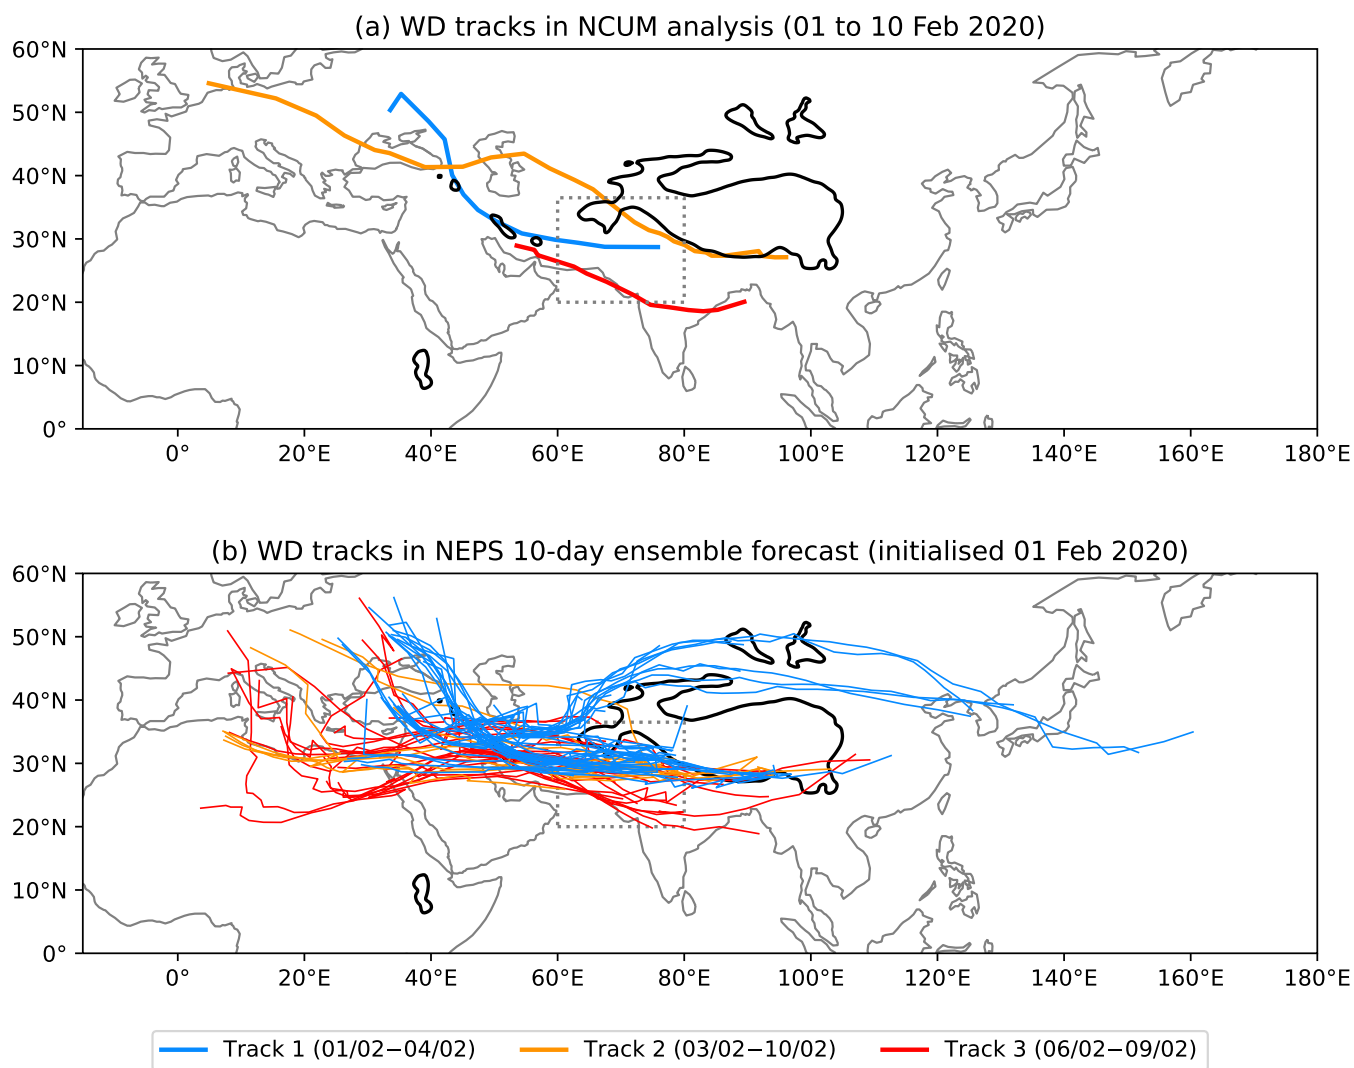 (a) WD tracks in NCUM analysis (01 to 10 Feb 2020)
60°N
50°N
40°N
30°N
20°N
10°N
0°
0° 20°E 40°E 60°E 80°E 100°E 120°E 140°E 160°E 180°E
(b) WD tracks in NEPS 10-day ensemble forecast (initialised 01 Feb 2020)
60°N
50°N
40°N
30°N
20°N
10°N
0°
0° 20°E 40°E 60°E 80°E 100°E 120°E 140°E 160°E 180°E
Track 1 (01/02−04/02) Track 2 (03/02−10/02) Track 3 (06/02−09/02)